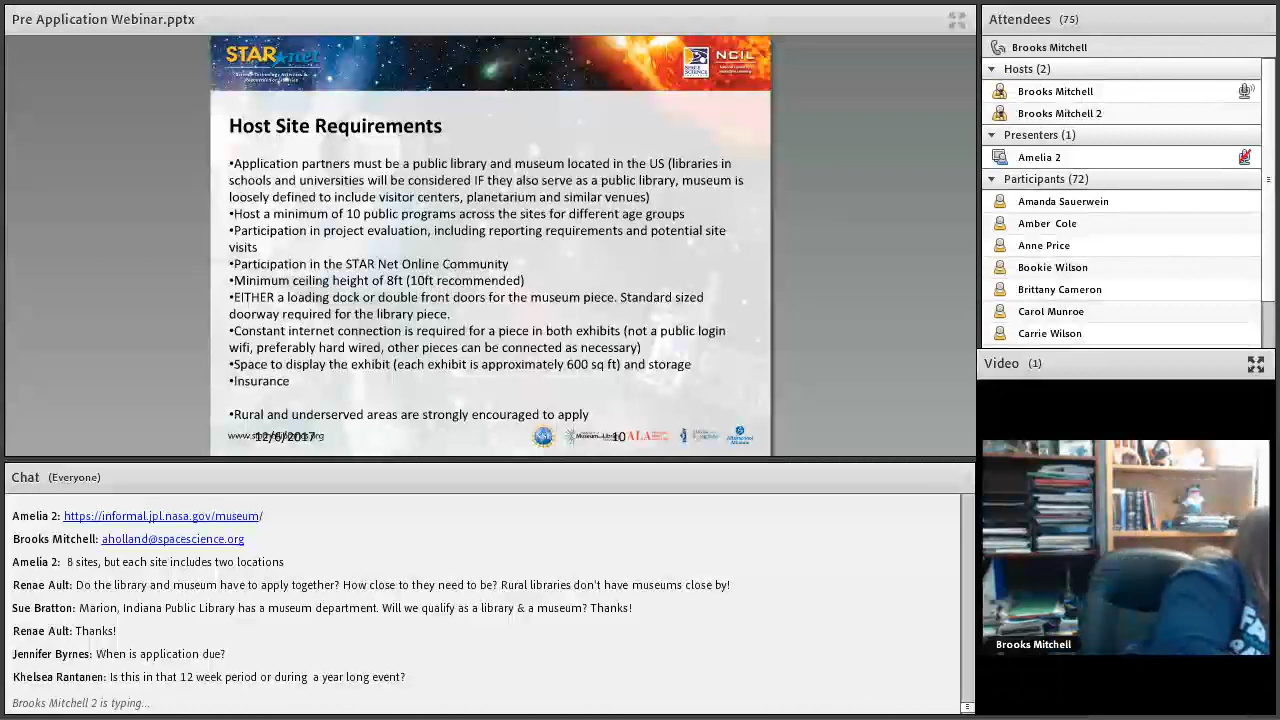 Pre Application Webinar.pptx
STAR
NCIL
SPACE SCIENCE
Host Site Requirements
•Application partners must be a public library and museum located in the US (libraries in
schools and universities will be considered IF they also serve as a public library, museum is
loosely defined to include visitor centers, planetarium and similar venues)
•Host a minimum of 10 public programs across the sites for different age groups
•Participation in project evaluation, including reporting requirements and potential site
visits
•Participation in the STAR Net Online Community
•Minimum ceiling height of 8ft (10ft recommended)
•EITHER a loading dock or double front doors for the museum piece. Standard sized
doorway required for the library piece.
•Constant internet connection is required for a piece in both exhibits (not a public login
wifi, preferably hard wired, other pieces can be connected as necessary)
•Space to display the exhibit (each exhibit is approximately 600 sq ft) and storage
•Insurance
•Rural and underserved areas are strongly encouraged to apply
12/6/2017
10
ALA
Chat (Everyone)
Amelia 2: https://informal.jpl.nasa.gov/museum/
Brooks Mitchell: aholland@spacescience.org
Amelia 2: 8 sites, but each site includes two locations
Renae Ault: Do the library and museum have to apply together? How close to they need to be? Rural libraries don't have museums close by!
Sue Bratton: Marion, Indiana Public Library has a museum department. Will we qualify as a library & a museum? Thanks!
Renae Ault: Thanks!
Jennifer Byrnes: When is application due?
Khelsea Rantanen: Is this in that 12 week period or during a year long event?
Brooks Mitchell 2 is typing...
Attendees (75)
Brooks Mitchell
Hosts (2)
Brooks Mitchell
Brooks Mitchell 2
Presenters (1)
Amelia 2
Participants (72)
Amanda Sauerwein
Amber Cole
Anne Price
Bookie Wilson
Brittany Cameron
Carol Munroe
Carrie Wilson
Video (1)
Brooks Mitchell